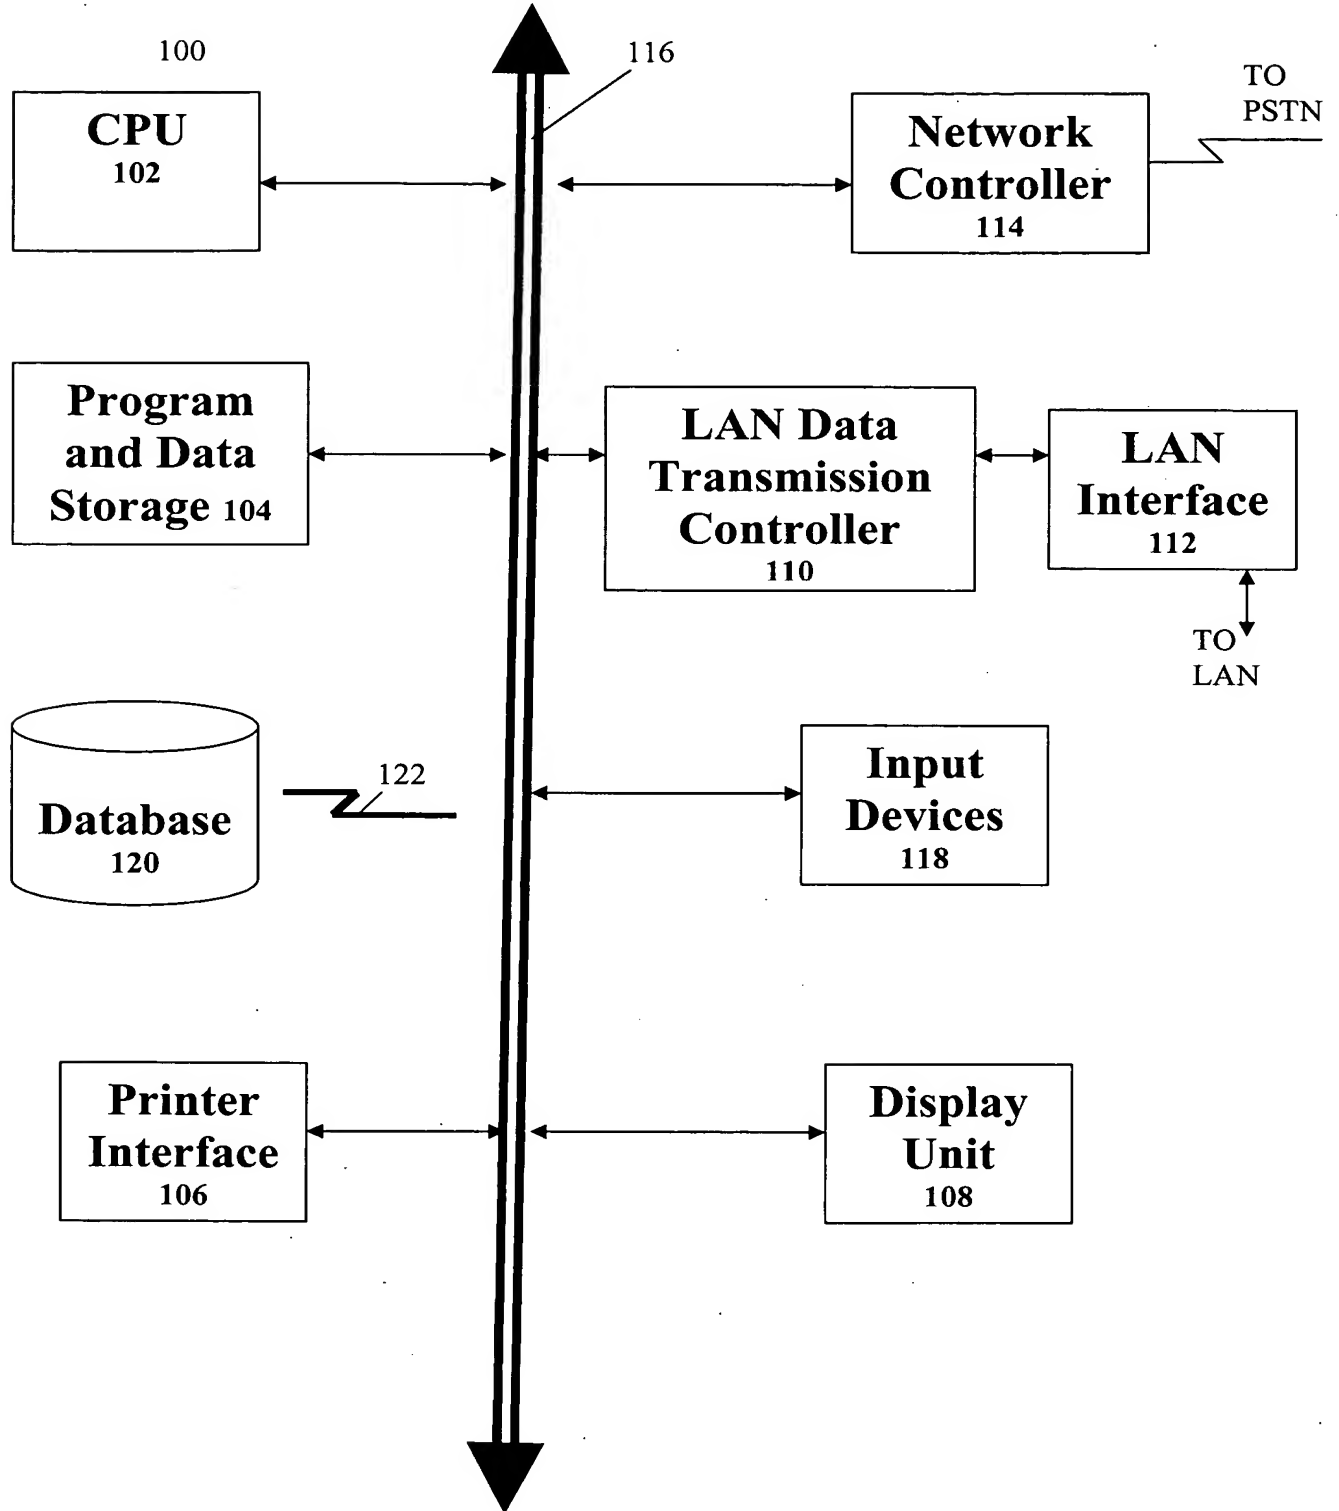 100
116
TO
PSTN
CPU
102
Network
Controller
114
Program
and Data
Storage 104
LAN Data
Transmission
Controller
110
LAN
Interface
112
TO
LAN
Database
120
122
Input
Devices
118
Printer
Interface
106
Display
Unit
108